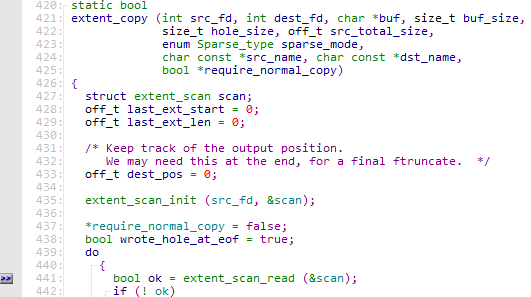 420: static bool
421: extent_copy (int src_fd, int dest_fd, char *buf, size_t buf_size,
422: size_t hole_size, off_t src_total_size,
423: enum Sparse_type sparse_mode,
424: char const *src_name, char const *dst_name,
425: bool *require_normal_copy)
426: {
427: struct extent_scan scan;
428: off_t last_ext_start = 0;
429: off_t last_ext_len = 0;
430:
431: /* Keep track of the output position.
432: We may need this at the end, for a final ftruncate. */
433: off_t dest_pos = 0;
434:
435: extent_scan_init (src_fd, &scan);
436:
437: *require_normal_copy = false;
438: bool wrote_hole_at_eof = true;
439: do
440: {
441: bool ok = extent_scan_read (&scan);
442: if (! ok)